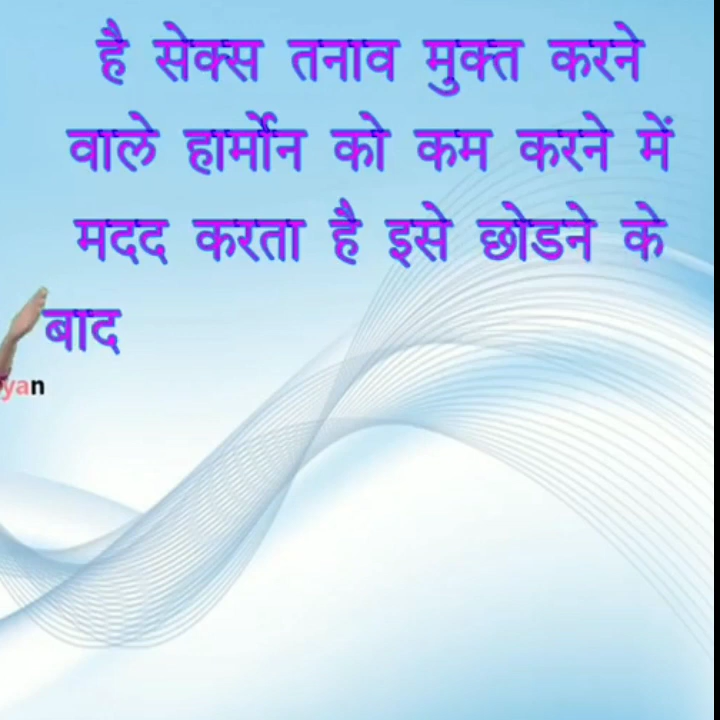 है सेक्स तनाव मुक्त करने
वाले हार्मोन को कम करने में
मदद करता है इसे छोडने के
बाद
yan